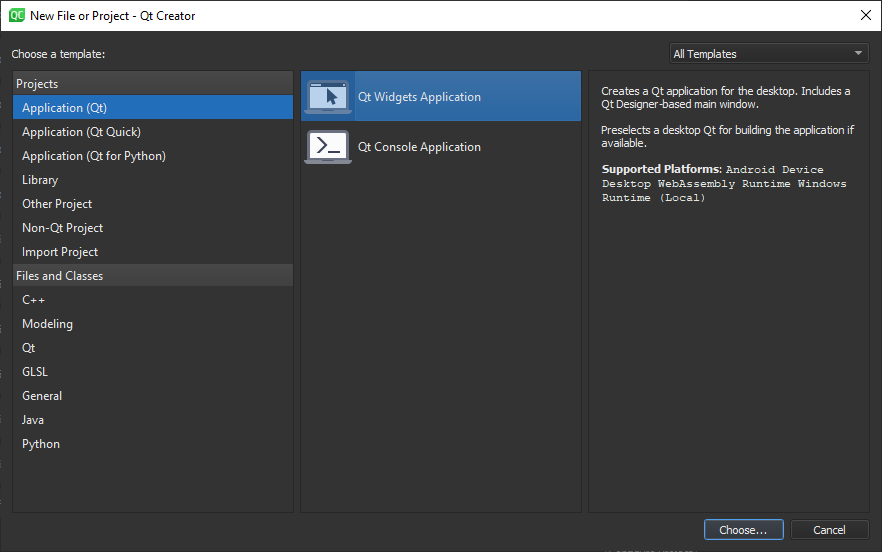 QC New File or Project - Qt Creator
Choose a template:
All Templates
Projects
Application (Qt)
Application (Qt Quick)
Application (Qt for Python)
Library
Other Project
Non-Qt Project
Import Project
Files and Classes
C++
Modeling
Qt
GLSL
General
Java
Python
Qt Widgets Application
Qt Console Application
Creates a Qt application for the desktop. Includes a
Qt Designer-based main window.
Preselects a desktop Qt for building the application if
available.
Supported Platforms: Android Device
Desktop WebAssembly Runtime Windows
Runtime (Local)
Choose...
Cancel